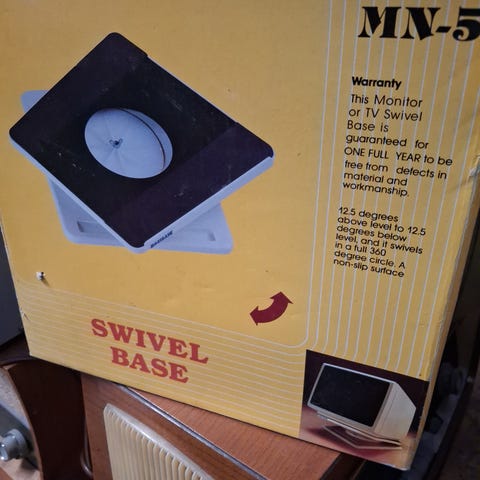 MN-5
Warranty
This Monitor
or TV Swivel
Base is
guaranteed for
ONE FULL YEAR to be
free from defects in
material and
workmanship.
12.5 degrees
above level to 12.5
degrees below
level, and it swivels
in a full 360
degree circle. A
non-slip surface
SWIVEL
BASE